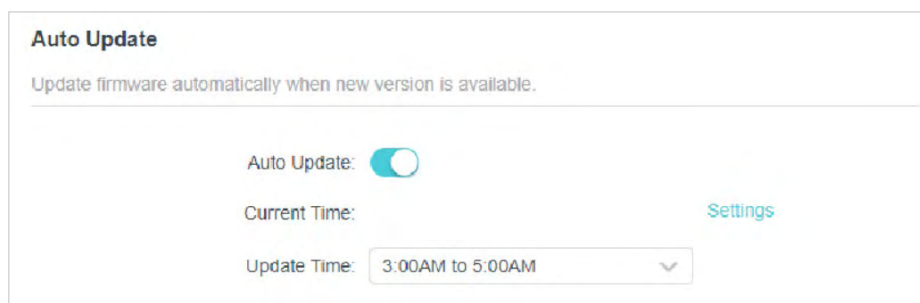 Auto Update
Update firmware automatically when new version is available.
Auto Update:
Current Time: Settings
Update Time: 3:00AM to 5:00AM